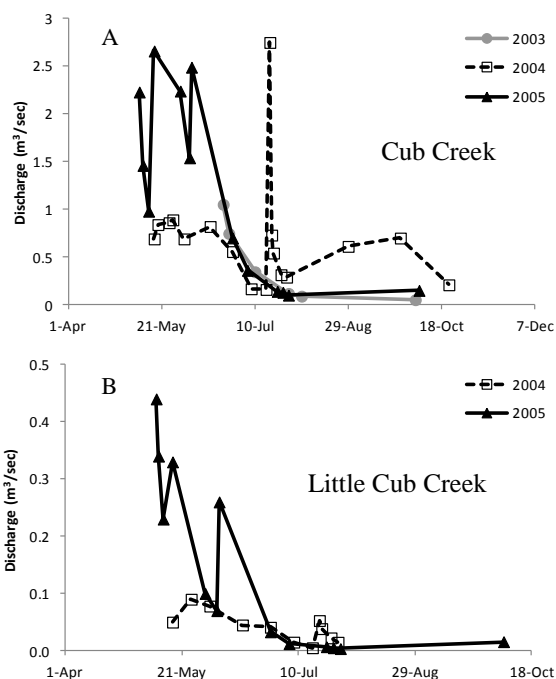 A
3
2.5
2
1.5
1
0.5
0
Discharge (m³/sec)
2003
2004
2005
Cub Creek
1-Apr 21-May 10-Jul 29-Aug 18-Oct 7-Dec
B
0.5
0.4
0.3
0.2
0.1
0.0
Discharge (m³/sec)
2004
2005
Little Cub Creek
1-Apr 21-May 10-Jul 29-Aug 18-Oct